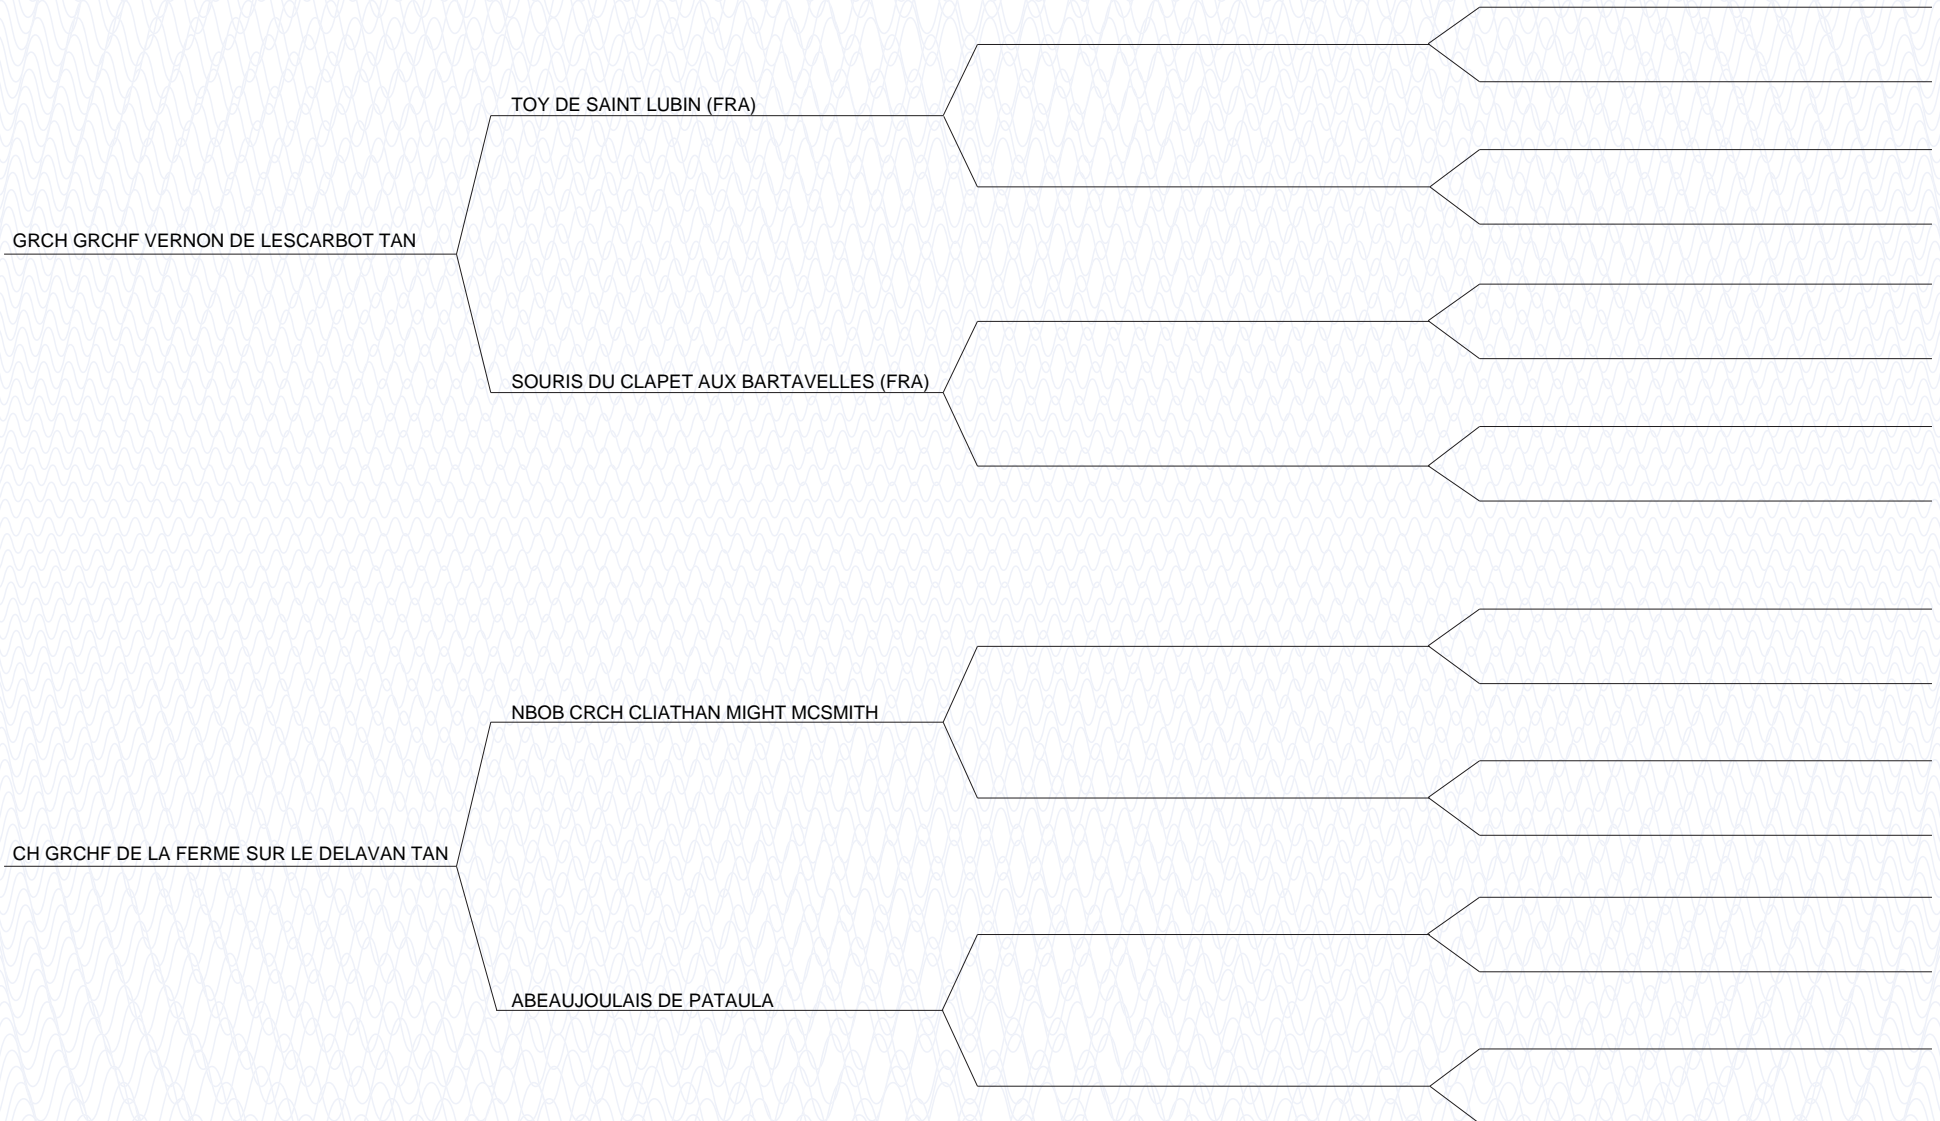 TOY DE SAINT LUBIN (FRA)
GRCH GRCHF VERNON DE LESCARBOT TAN
SOURIS DU CLAPET AUX BARTAVELLES (FRA)
NBOB CRCH CLIATHAN MIGHT MCSMITH
CH GRCHF DE LA FERME SUR LE DELAVAN TAN
ABEAUJOULAIS DE PATAULA